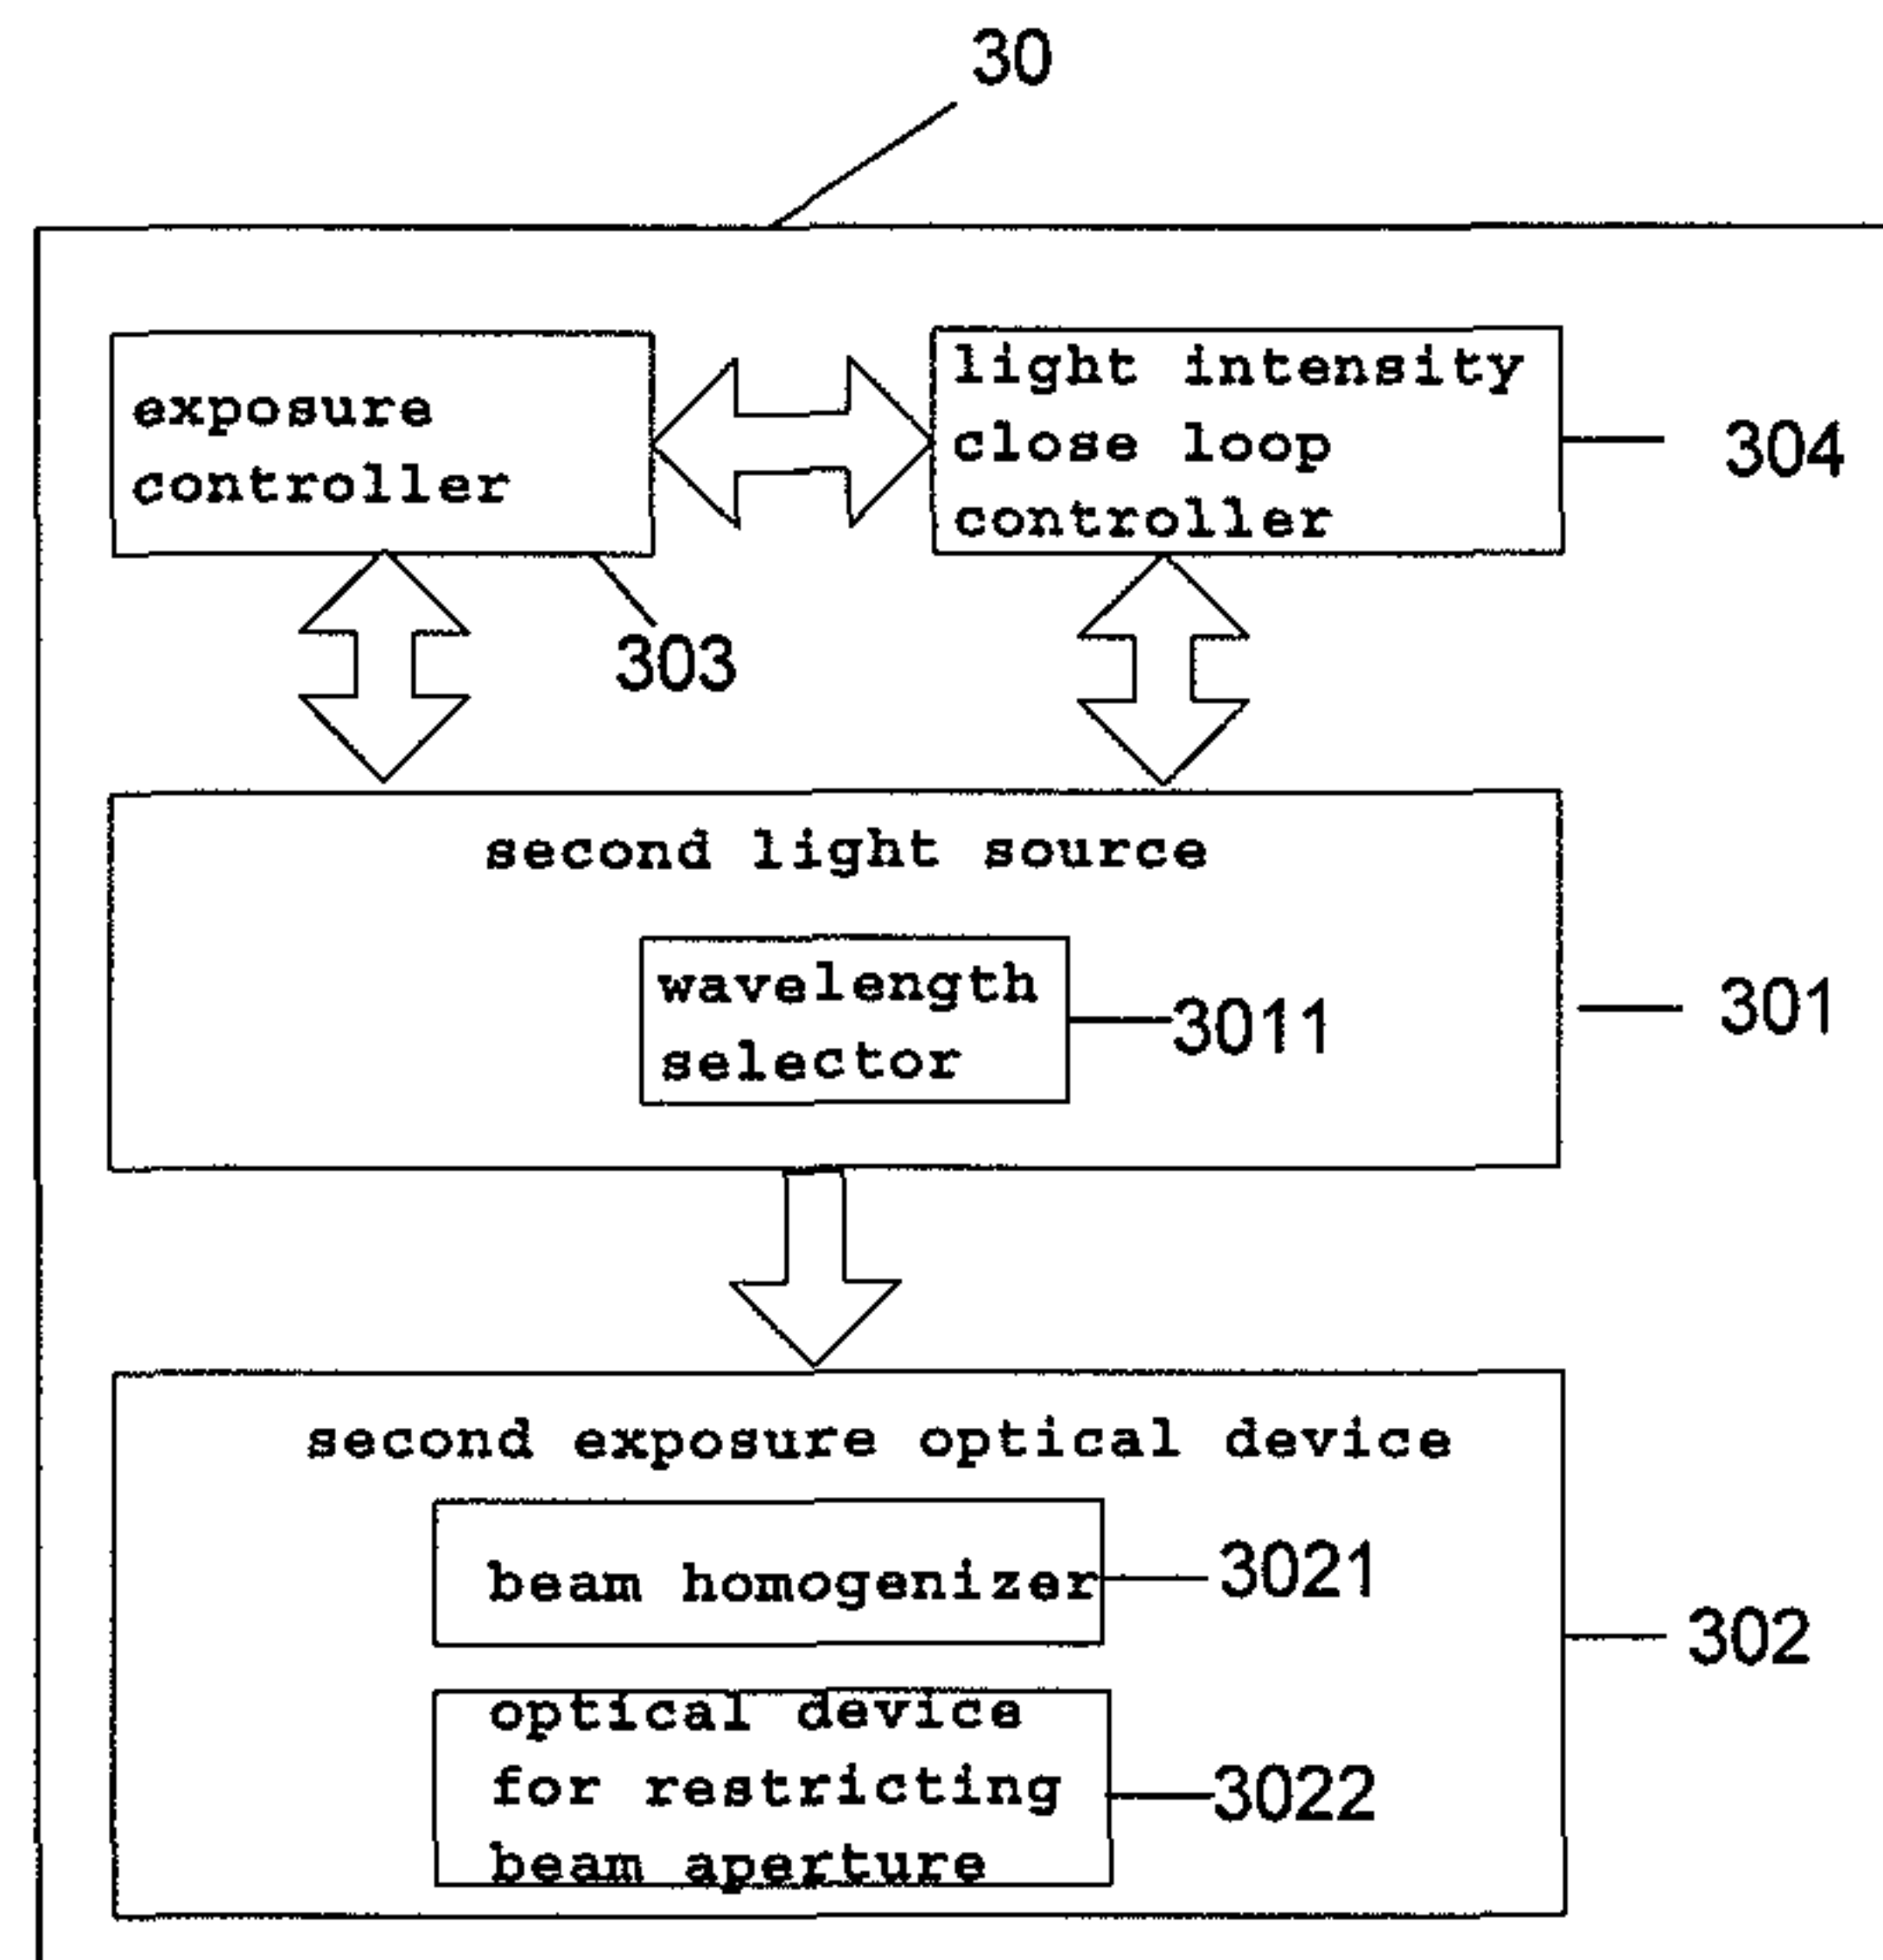 30
exposure
controller
light intensity
close loop
controller
304
303
second light source
wavelength
selector
3011
301
second exposure optical device
beam homogenizer
3021
302
optical device
for restricting
beam aperture
3022